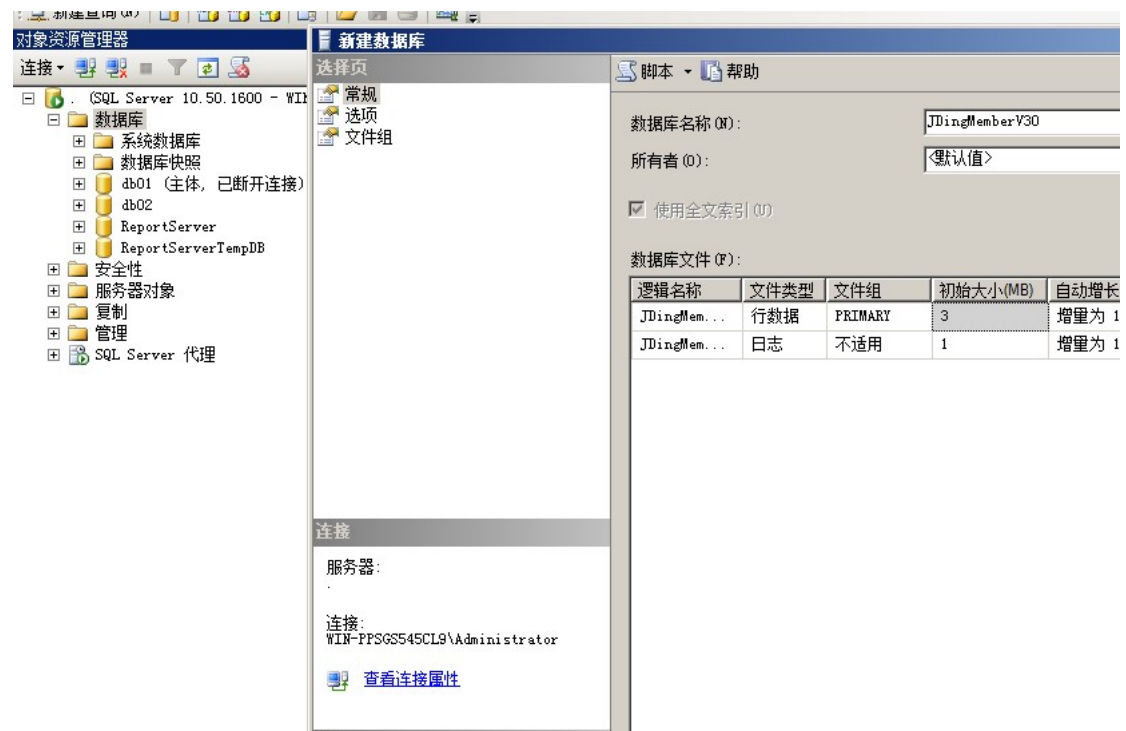 新建查询(N)
对象资源管理器
连接
. (SQL Server 10.50.1600 - WIN
数据库
系统数据库
数据库快照
db01 (主体, 已断开连接)
db02
ReportServer
ReportServerTempDB
安全性
服务器对象
复制
管理
SQL Server 代理
新建数据库
选择页
常规
选项
文件组
连接
服务器:
.
连接:
WIN-PPSGS545CL9\Administrator
查看连接属性
脚本 帮助
数据库名称(N): JDingMemberV30
所有者(O): <默认值>
使用全文索引(U)
数据库文件(F):
逻辑名称 文件类型 文件组 初始大小(MB) 自动增长
JDingMem... 行数据 PRIMARY 3 增量为 1
JDingMem... 日志 不适用 1 增量为 1